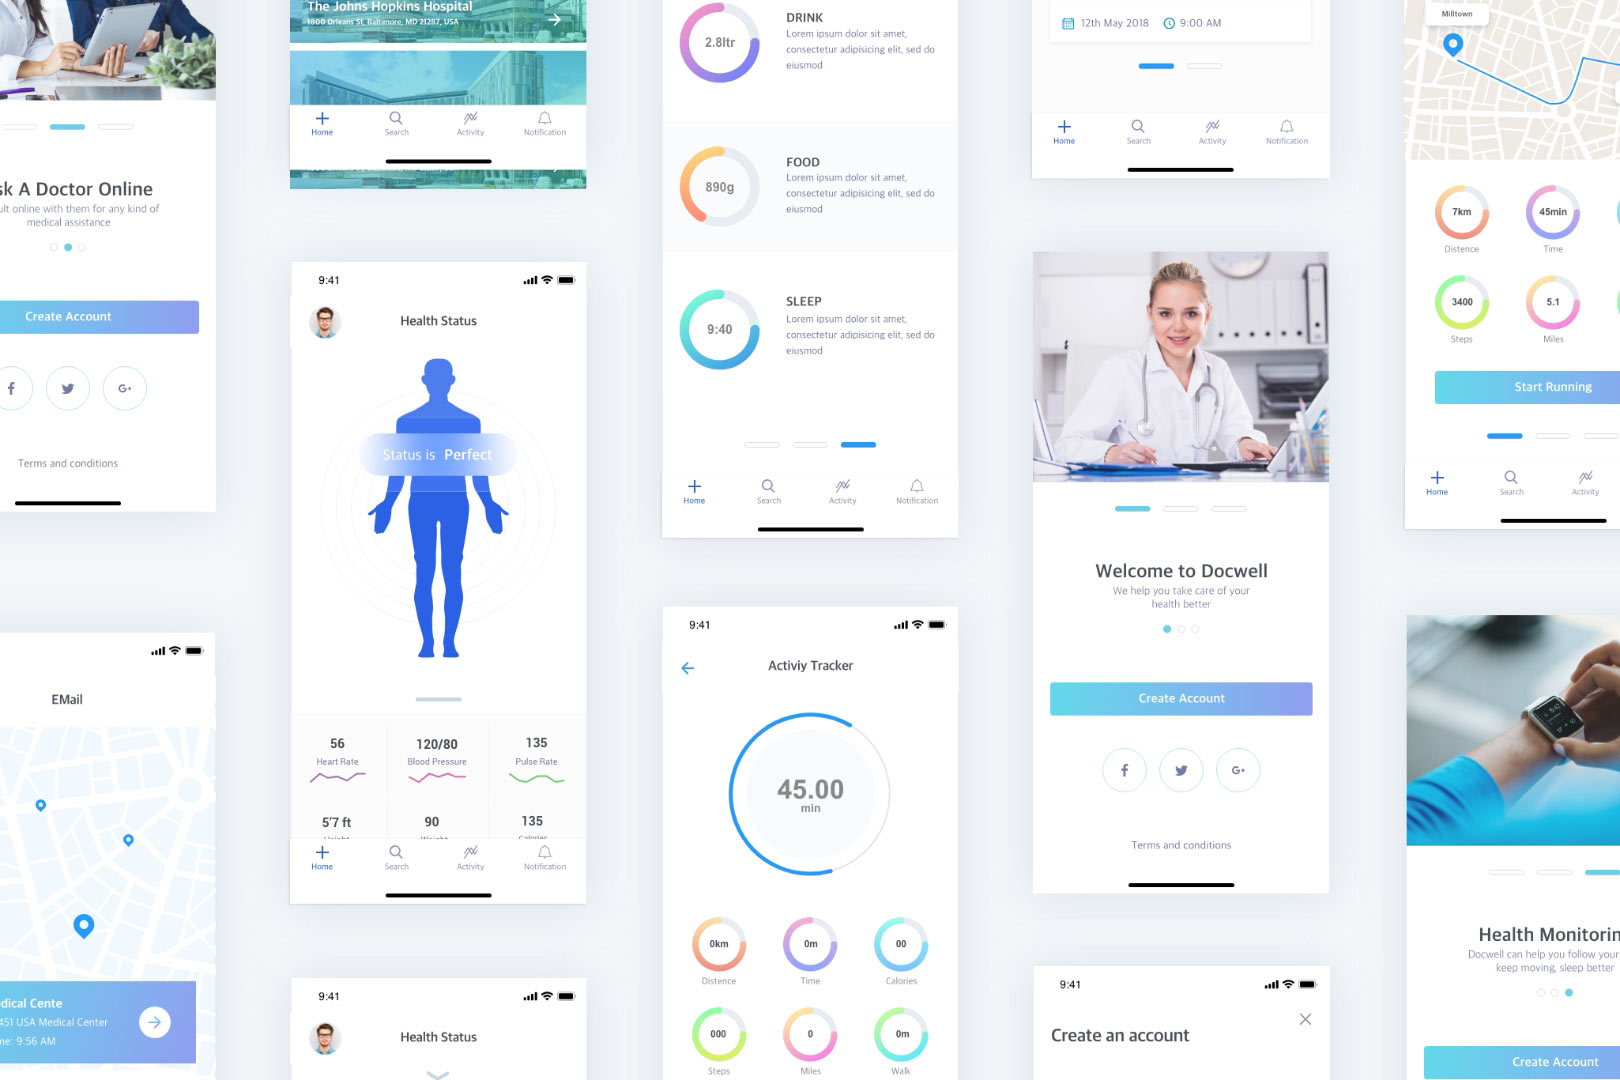 A Doctor Online
online with them for any kind of
medical assistance
Create Account
G+
Terms and conditions
EMail
Cente
451 USA Medical Center
9:56 AM
The Johns Hopkins Hospital
1800 Orleans St, Baltimore, MD 21287, USA
Home
Search
Activity
Notification
9:41
Health Status
Status is Perfect
56
Heart Rate
120/80
Blood Pressure
135
Pulse Rate
5'7 ft
90
135
Home
Search
Activity
Notification
9:41
Health Status
2.8ltr
DRINK
Lorem ipsum dolor sit amet,
consectetur adipisicing elit, sed do
eiusmod
890g
FOOD
Lorem ipsum dolor sit amet,
consectetur adipisicing elit, sed do
eiusmod
9:40
SLEEP
Lorem ipsum dolor sit amet,
consectetur adipisicing elit, sed do
eiusmod
Home
Search
Activity
Notification
9:41
Activiy Tracker
45.00
min
0km
Distence
0m
Time
00
Calories
000
Steps
0
Miles
0m
Walk
12th May 2018
9:00 AM
Home
Search
Activity
Notification
Welcome to Docwell
We help you take care of your
health better
Create Account
G+
Terms and conditions
9:41
Create an account
Milltown
7km
Distence
45min
Time
3400
Steps
5.1
Miles
Start Running
Home
Search
Activity
Health Monitorin
Docwell can help you follow your
keep moving, sleep better
Create Account